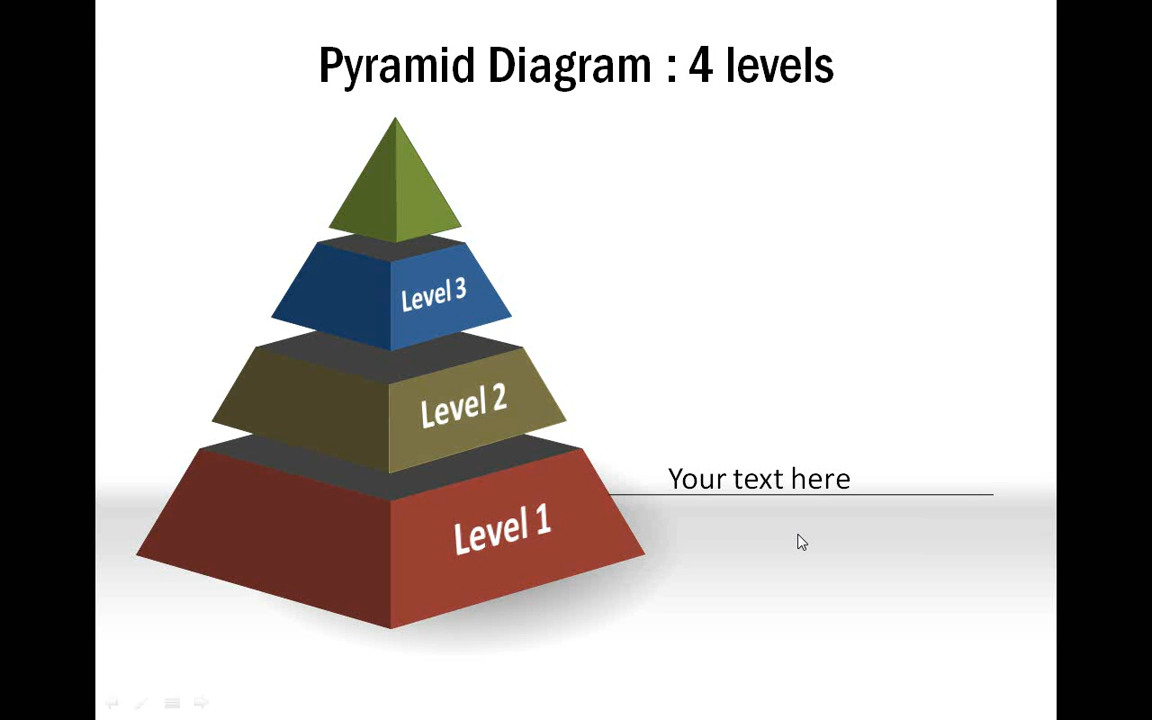 Pyramid Diagram : 4 levels
Level 3
Level 2
Your text here
Level 1